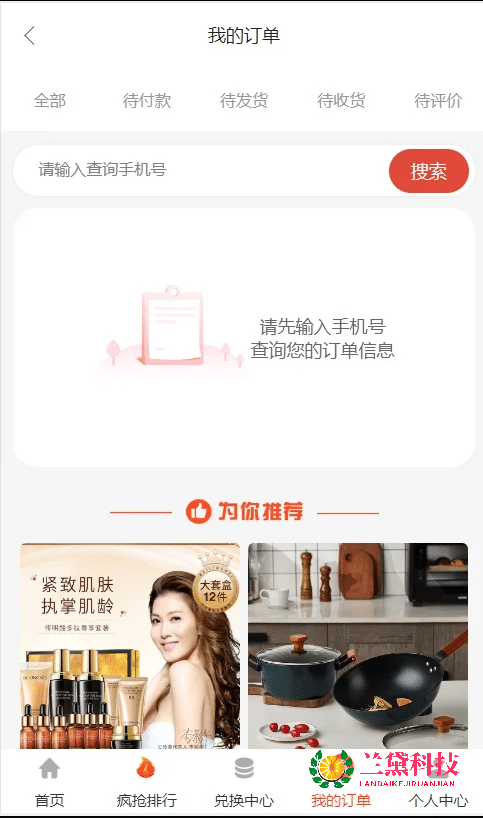 我的订单
全部 待付款 待发货 待收货 待评价
请输入查询手机号 搜索
请先输入手机号
查询您的订单信息
为你推荐
紧致肌肤
执掌肌龄
大套盒
12件
首页 疯抢排行 兑换中心 我的订单 个人中心
兰黛科技
LANDAIKEJIRUANJIAN